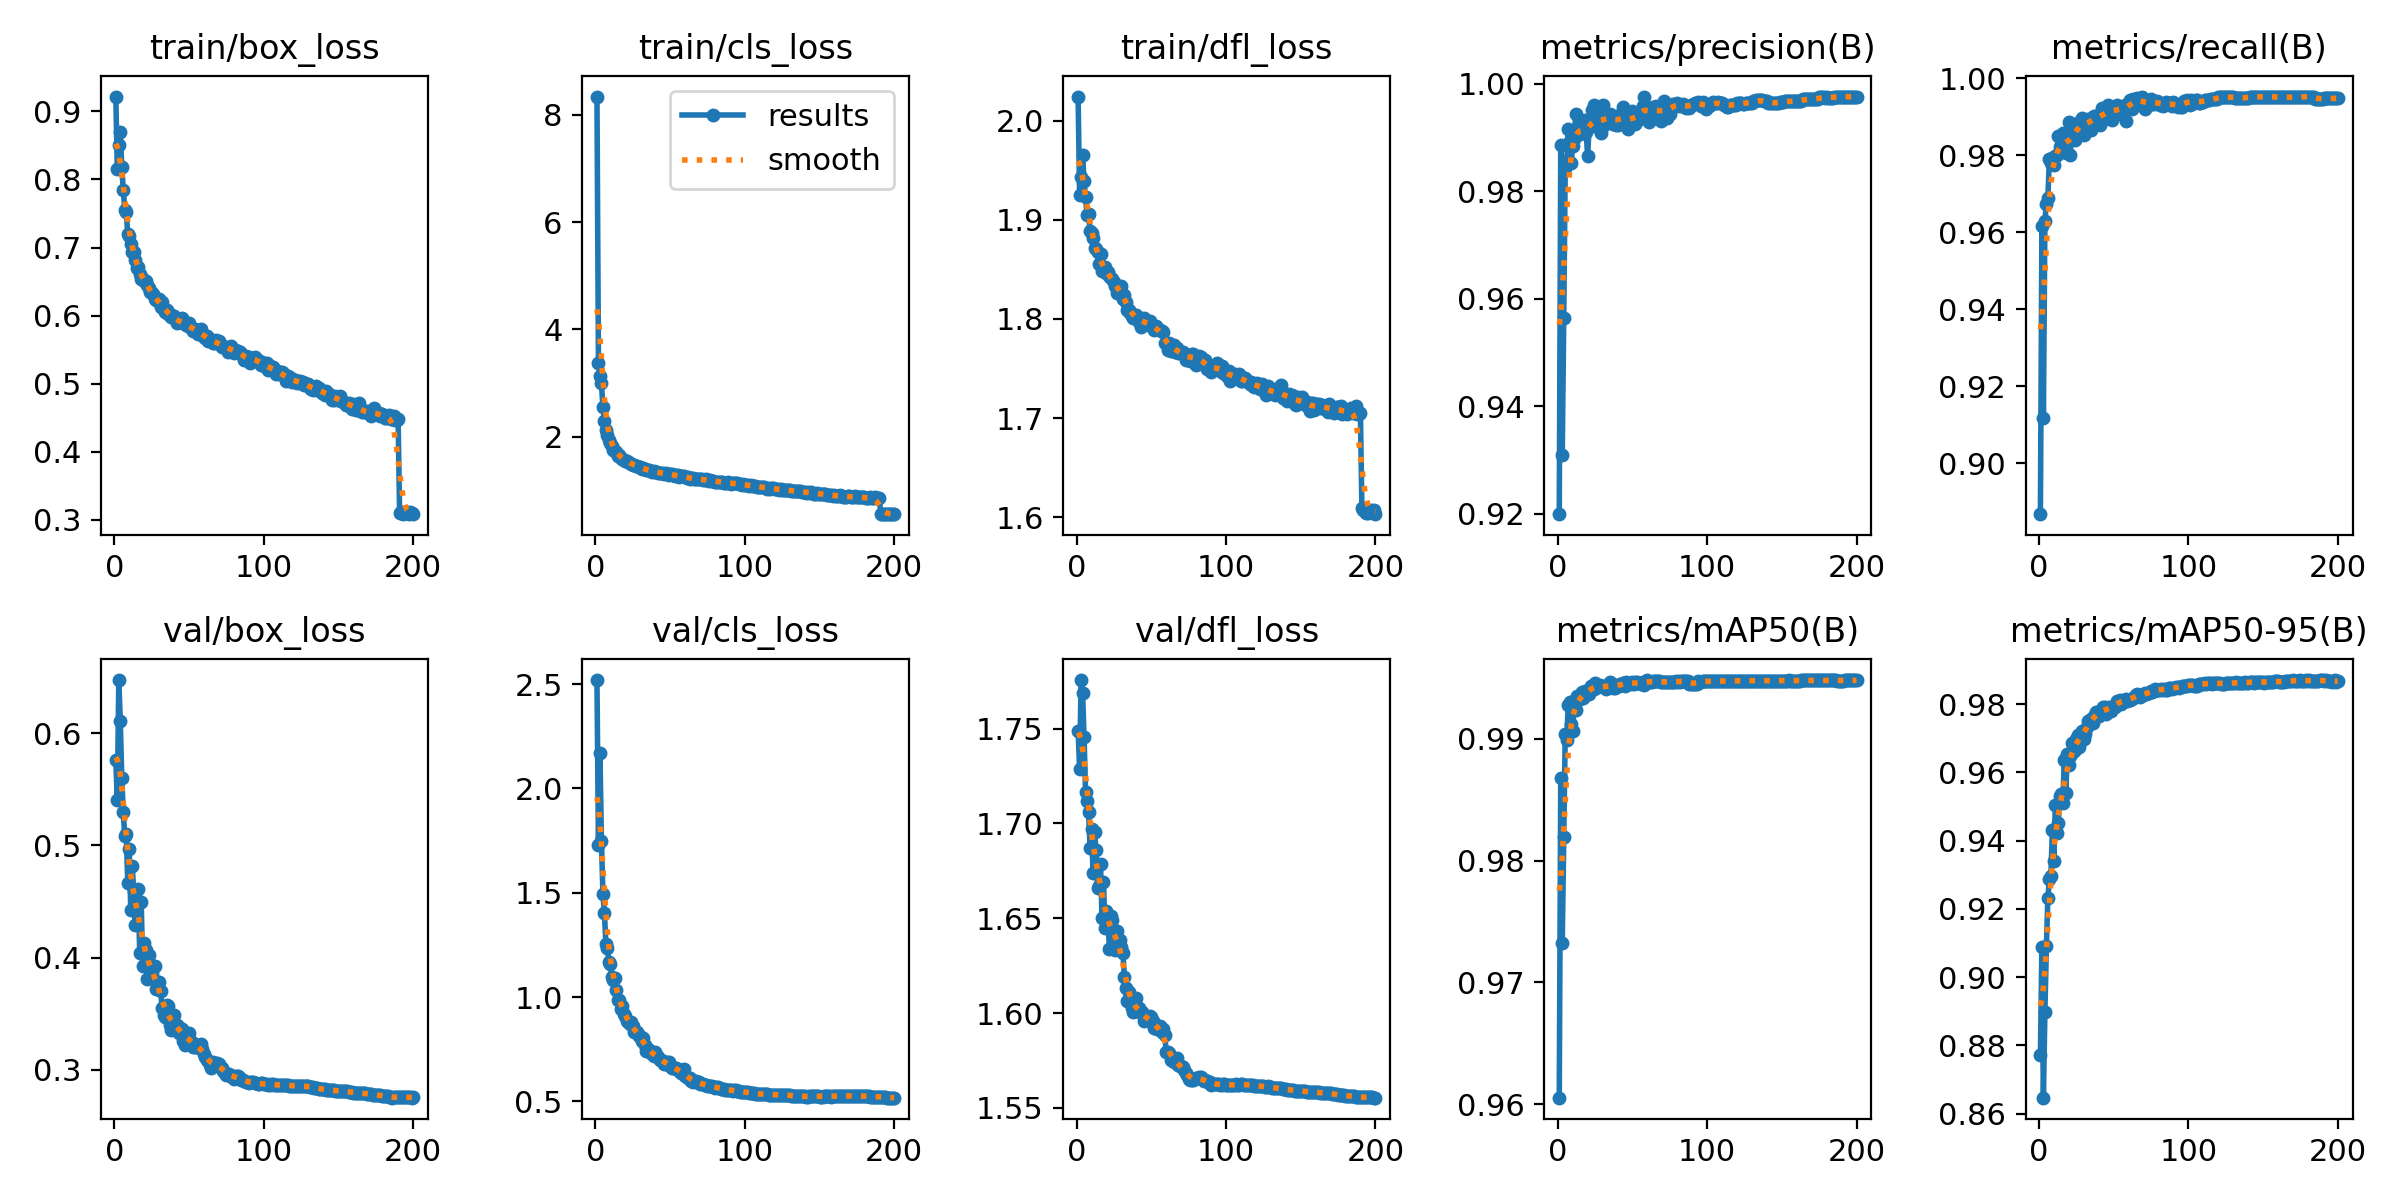 train/box_loss
0.9
0.8
0.7
0.6
0.5
0.4
0.3
0 100 200
train/cls_loss
results
smooth
8
6
4
2
0 100 200
train/dfl_loss
2.0
1.9
1.8
1.7
1.6
0 100 200
metrics/precision(B)
1.00
0.98
0.96
0.94
0.92
0 100 200
metrics/recall(B)
1.00
0.98
0.96
0.94
0.92
0.90
0 100 200
val/box_loss
0.6
0.5
0.4
0.3
0 100 200
val/cls_loss
2.5
2.0
1.5
1.0
0.5
0 100 200
val/dfl_loss
1.75
1.70
1.65
1.60
1.55
0 100 200
metrics/mAP50(B)
0.99
0.98
0.97
0.96
0 100 200
metrics/mAP50-95(B)
0.98
0.96
0.94
0.92
0.90
0.88
0.86
0 100 200